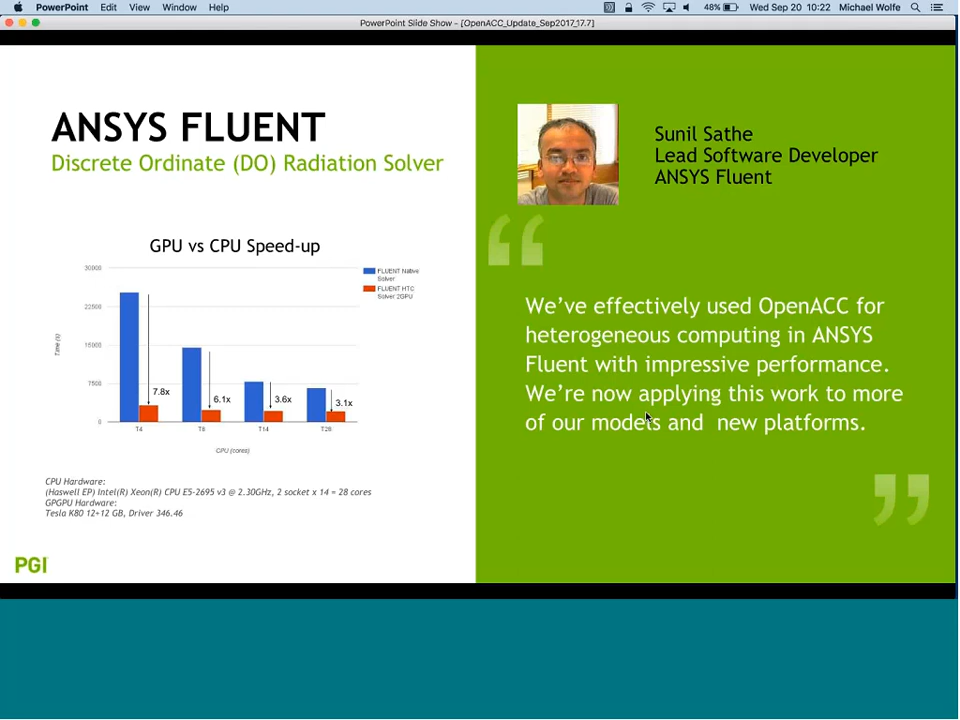 PowerPoint Edit View Window Help 48% Wed Sep 20 10:22 Michael Wolfe
PowerPoint Slide Show - [OpenACC_Update_Sep2017_17.7]
ANSYS FLUENT
Discrete Ordinate (DO) Radiation Solver
GPU vs CPU Speed-up
30000
22500
15000
7500
0
Time (s)
FLUENT Native
Solver
FLUENT HTC
Solver 2GPU
7.8x
6.1x
3.6x
3.1x
T4 T8 T14 T28
CPU (cores)
CPU Hardware:
(Haswell EP) Intel(R) Xeon(R) CPU E5-2695 v3 @ 2.30GHz, 2 socket x 14 = 28 cores
GPGPU Hardware:
Tesla K80 12+12 GB, Driver 346.46
PGI
Sunil Sathe
Lead Software Developer
ANSYS Fluent
“
We’ve effectively used OpenACC for
heterogeneous computing in ANSYS
Fluent with impressive performance.
We’re now applying this work to more
of our models and new platforms.
”